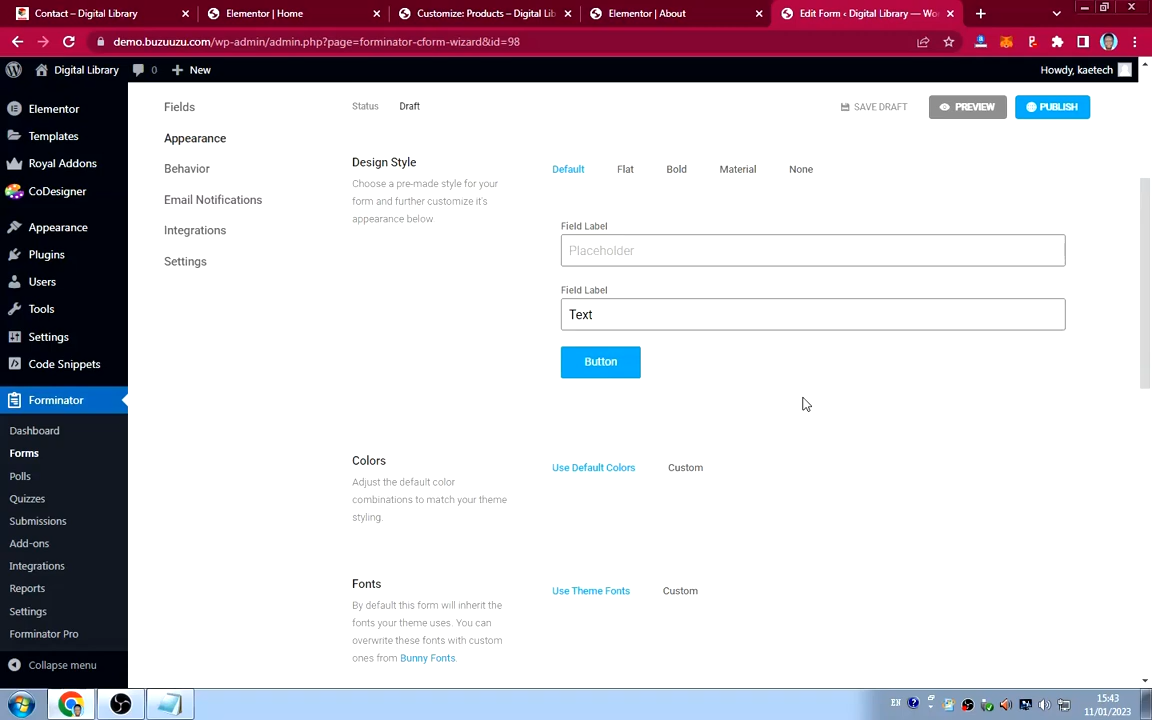 Contact – Digital Library
Elementor | Home
Customize: Products – Digital Lib
Elementor | About
Edit Form ‹ Digital Library — Wo
demo.buzuuzu.com/wp-admin/admin.php?page=forminator-cform-wizard&id=98
Digital Library
0
New
Howdy, kaetech
Elementor
Templates
Royal Addons
CoDesigner
Appearance
Plugins
Users
Tools
Settings
Code Snippets
Forminator
Dashboard
Forms
Polls
Quizzes
Submissions
Add-ons
Integrations
Reports
Settings
Forminator Pro
Collapse menu
Fields
Appearance
Behavior
Email Notifications
Integrations
Settings
Status
Draft
SAVE DRAFT
PREVIEW
PUBLISH
Design Style
Choose a pre-made style for your
form and further customize it's
appearance below
Default
Flat
Bold
Material
None
Field Label
Placeholder
Field Label
Text
Button
Colors
Adjust the default color
combinations to match your theme
styling.
Use Default Colors
Custom
Fonts
By default this form will inherit the
fonts your theme uses. You can
overwrite these fonts with custom
ones from Bunny Fonts.
Use Theme Fonts
Custom
EN
15:43
11/01/2023